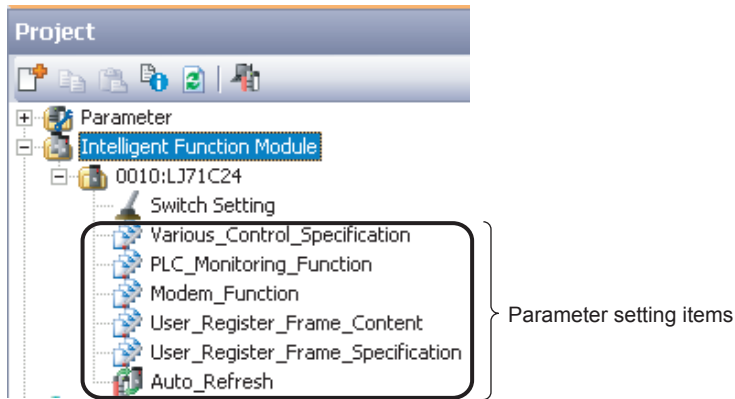 Project
Parameter
Intelligent Function Module
0010:LJ71C24
Switch Setting
Various_Control_Specification
PLC_Monitoring_Function
Modem_Function
User_Register_Frame_Content
User_Register_Frame_Specification
Auto_Refresh
Parameter setting items